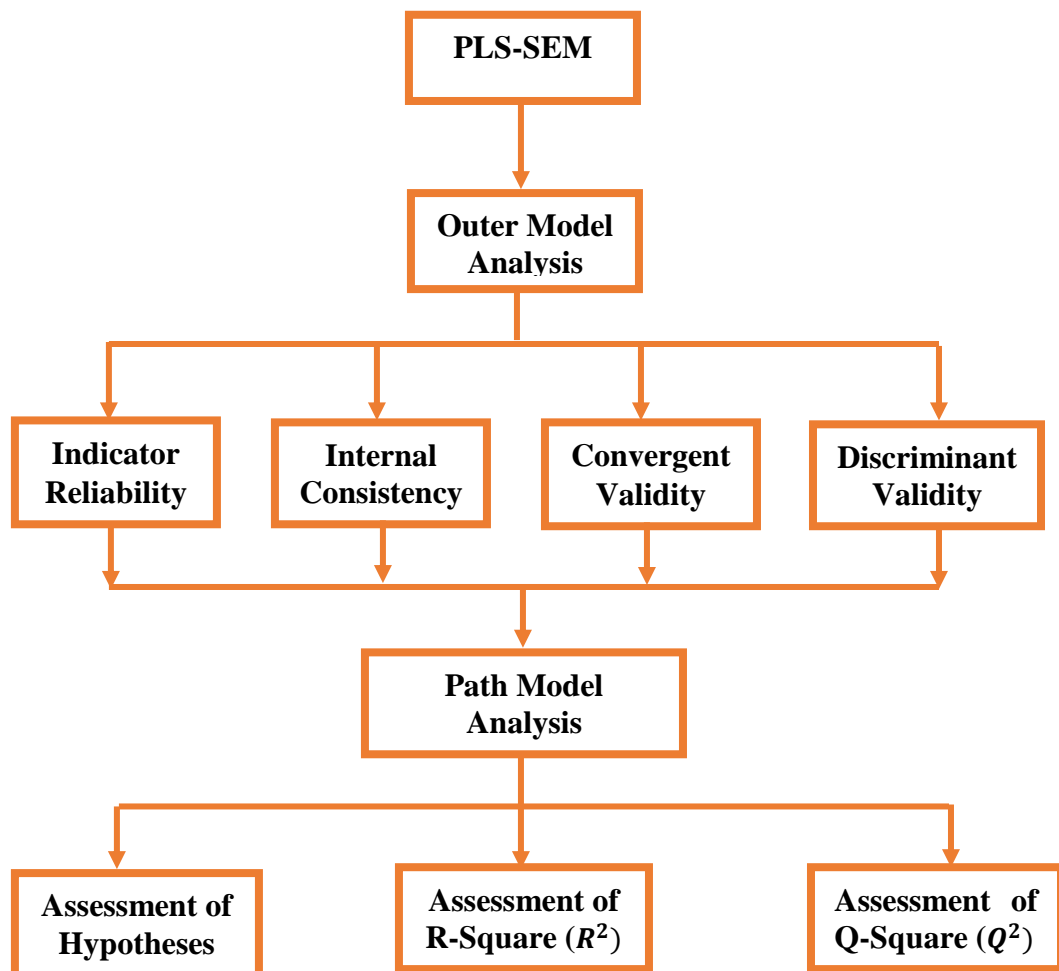 PLS-SEM
Outer Model
Analysis
Indicator
Reliability
Internal
Consistency
Convergent
Validity
Discriminant
Validity
Path Model
Analysis
Assessment of
Hypotheses
Assessment of
R-Square (𝑹²)
Assessment of
Q-Square (𝑸²)